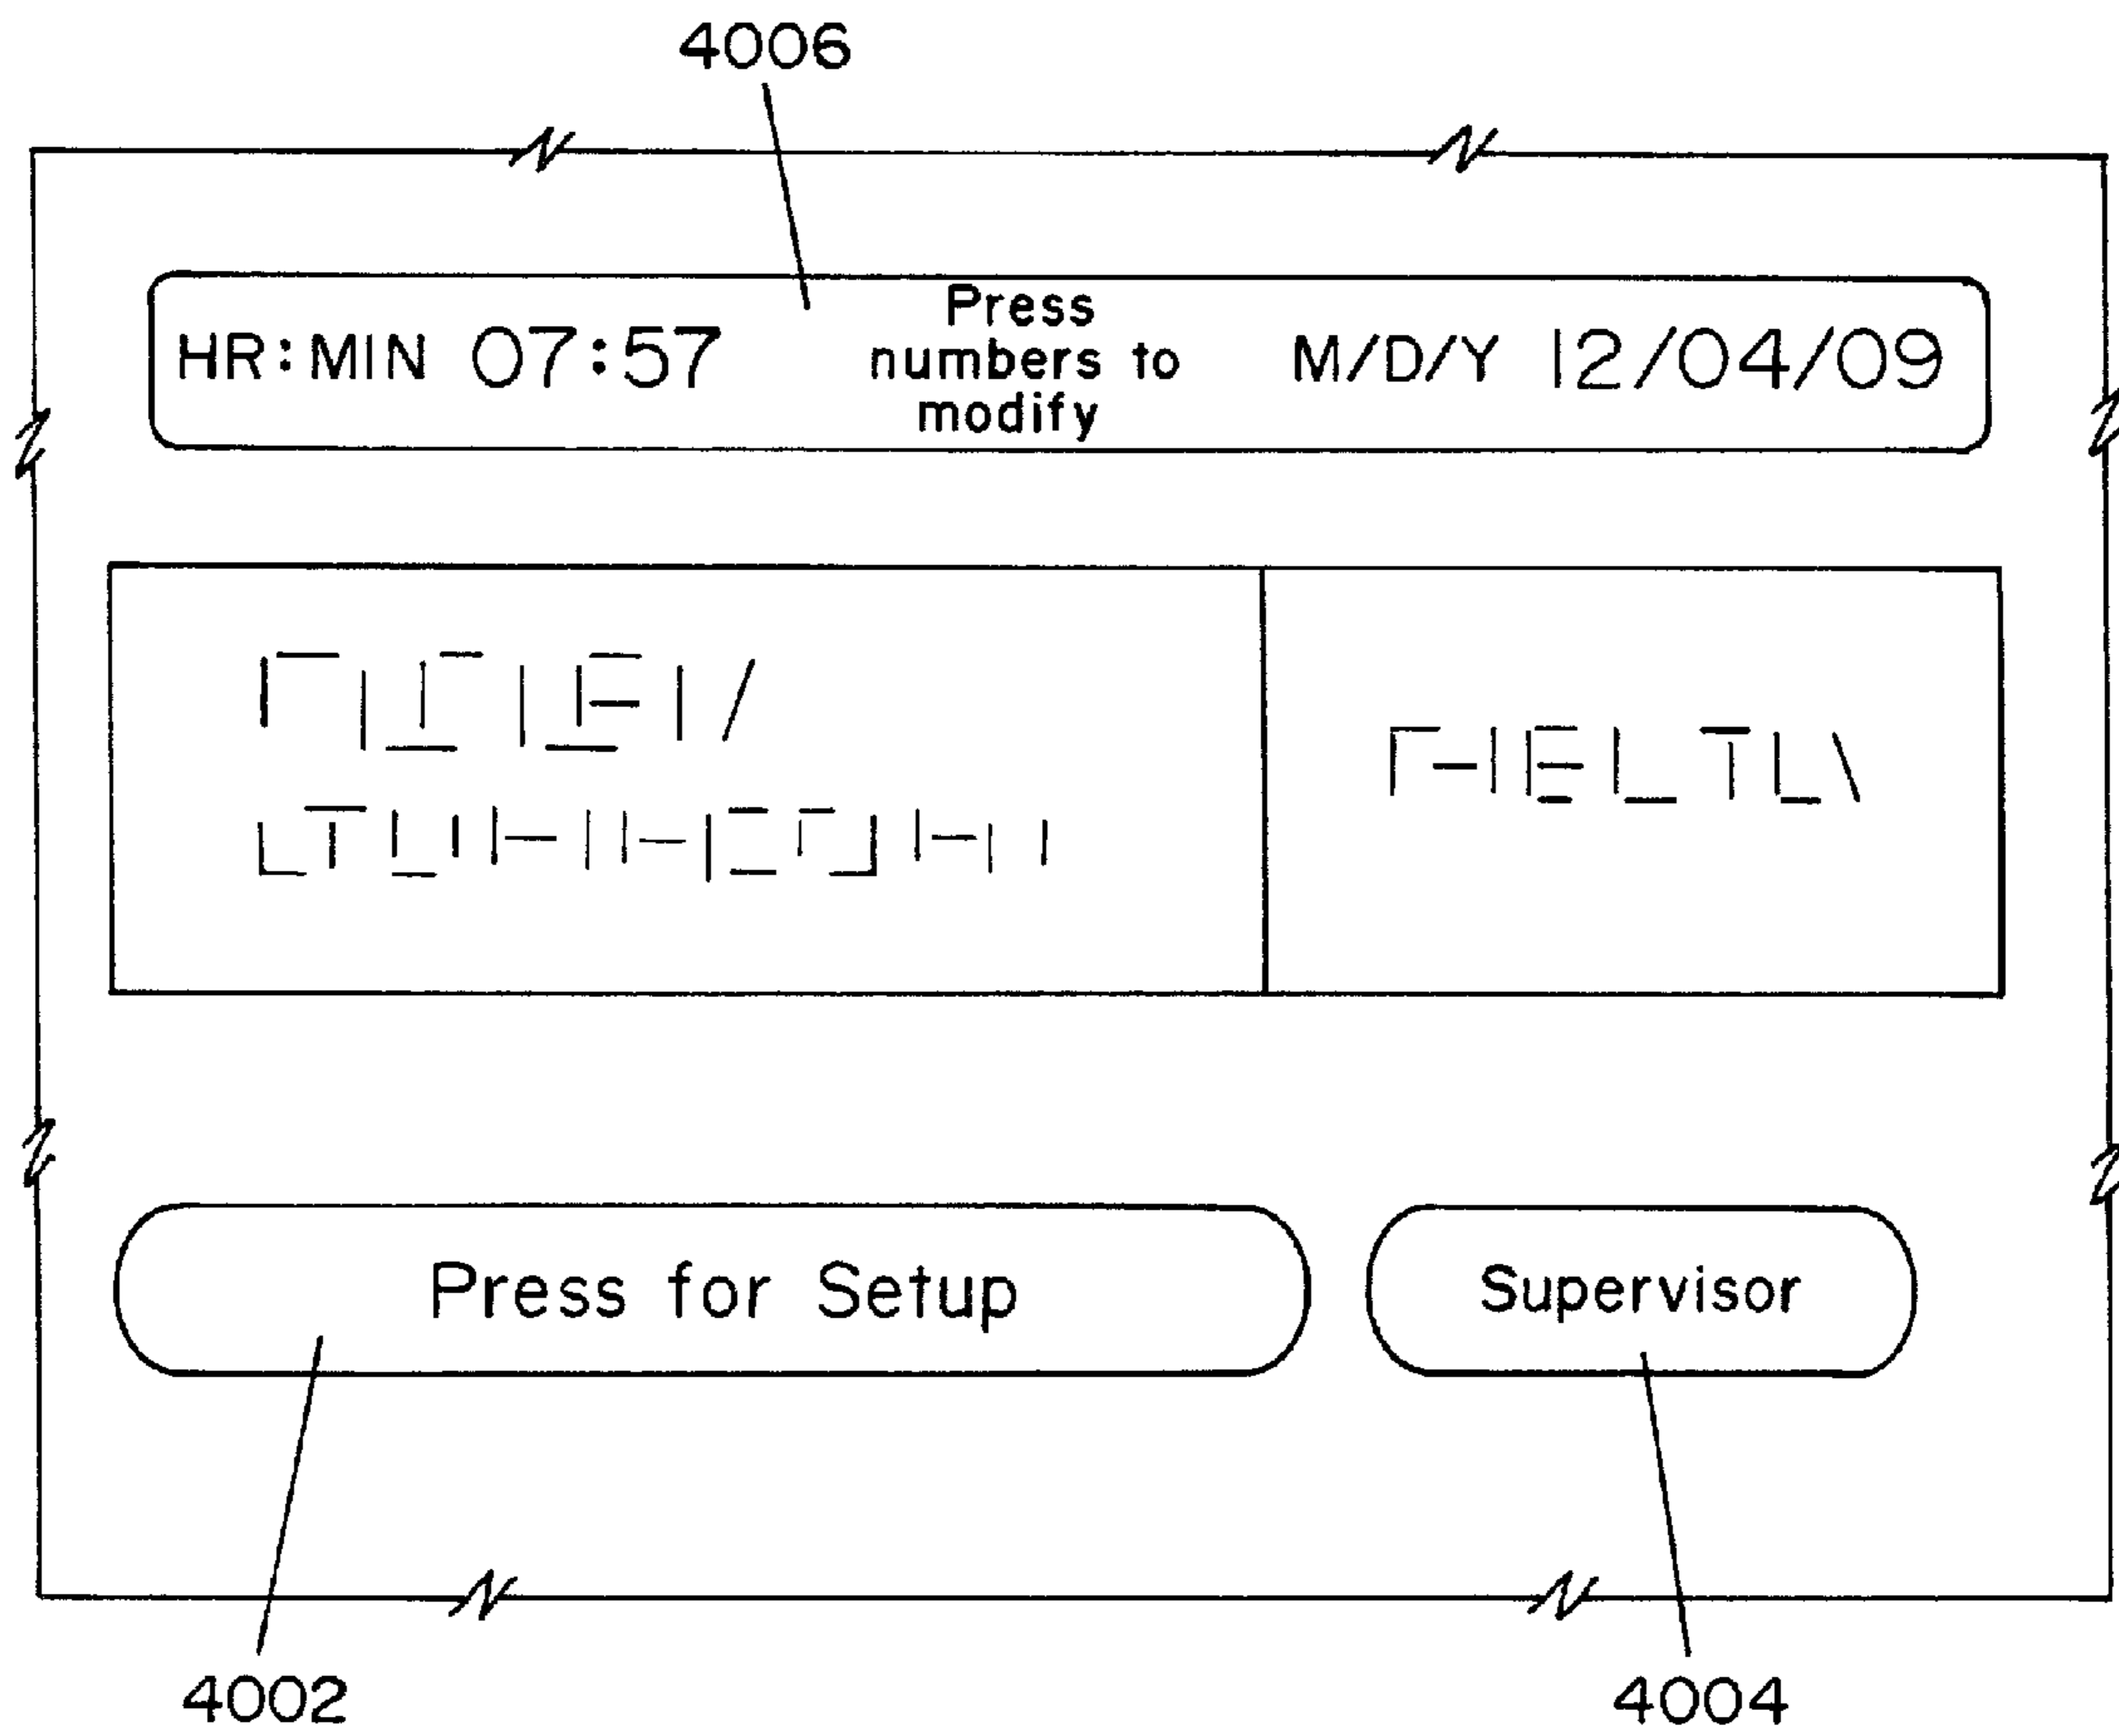 4006
HR:MIN 07:57 Press numbers to modify M/D/Y 12/04/09
Press for Setup
Supervisor
4002
4004